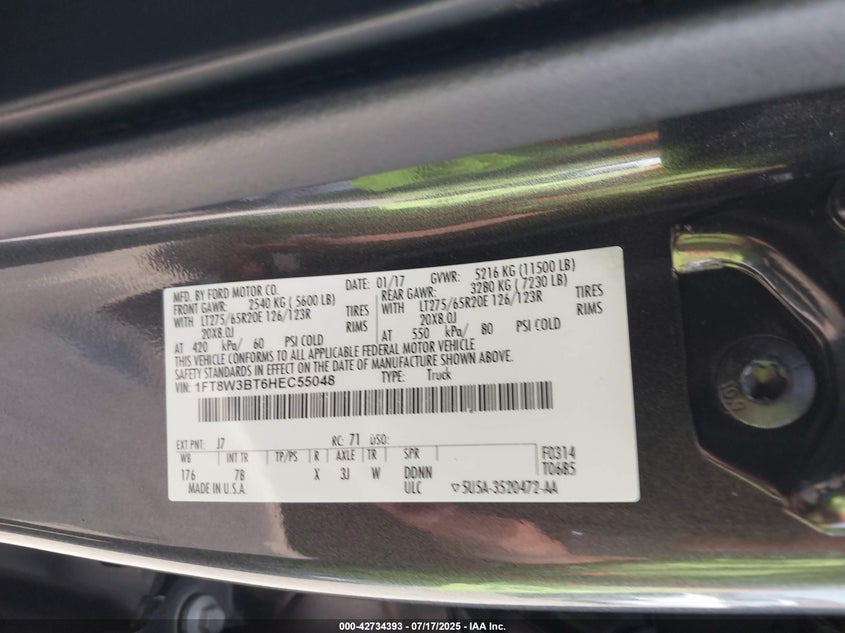 MFD. BY FORD MOTOR CO.
DATE: 01/17 GVWR: 5216 KG (11500 LB)
FRONT GAWR: 2540 KG (5600 LB) REAR GAWR: 3280 KG (7230 LB)
WITH LT275/65R20E 126/123R TIRES WITH LT275/65R20E 126/123R TIRES
20X8.0J RIMS 20X8.0J RIMS
AT 420 kPa/ 60 PSI COLD AT 550 kPa/ 80 PSI COLD
THIS VEHICLE CONFORMS TO ALL APPLICABLE FEDERAL MOTOR VEHICLE
SAFETY STANDARDS IN EFFECT ON THE DATE OF MANUFACTURE SHOWN ABOVE.
VIN: 1FT8W3BT6HEC55048 TYPE: Truck
EXT PNT: J7 RC: 71 DSO:
WB INT TR TP/PS R AXLE TR SPR F0314
176 7B X 3J W DDNN T0685
MADE IN U.S.A. ULC ▽5U5A-3520472-AA
10.9
000-42734393 / 07/17/2025 - IAA Inc.